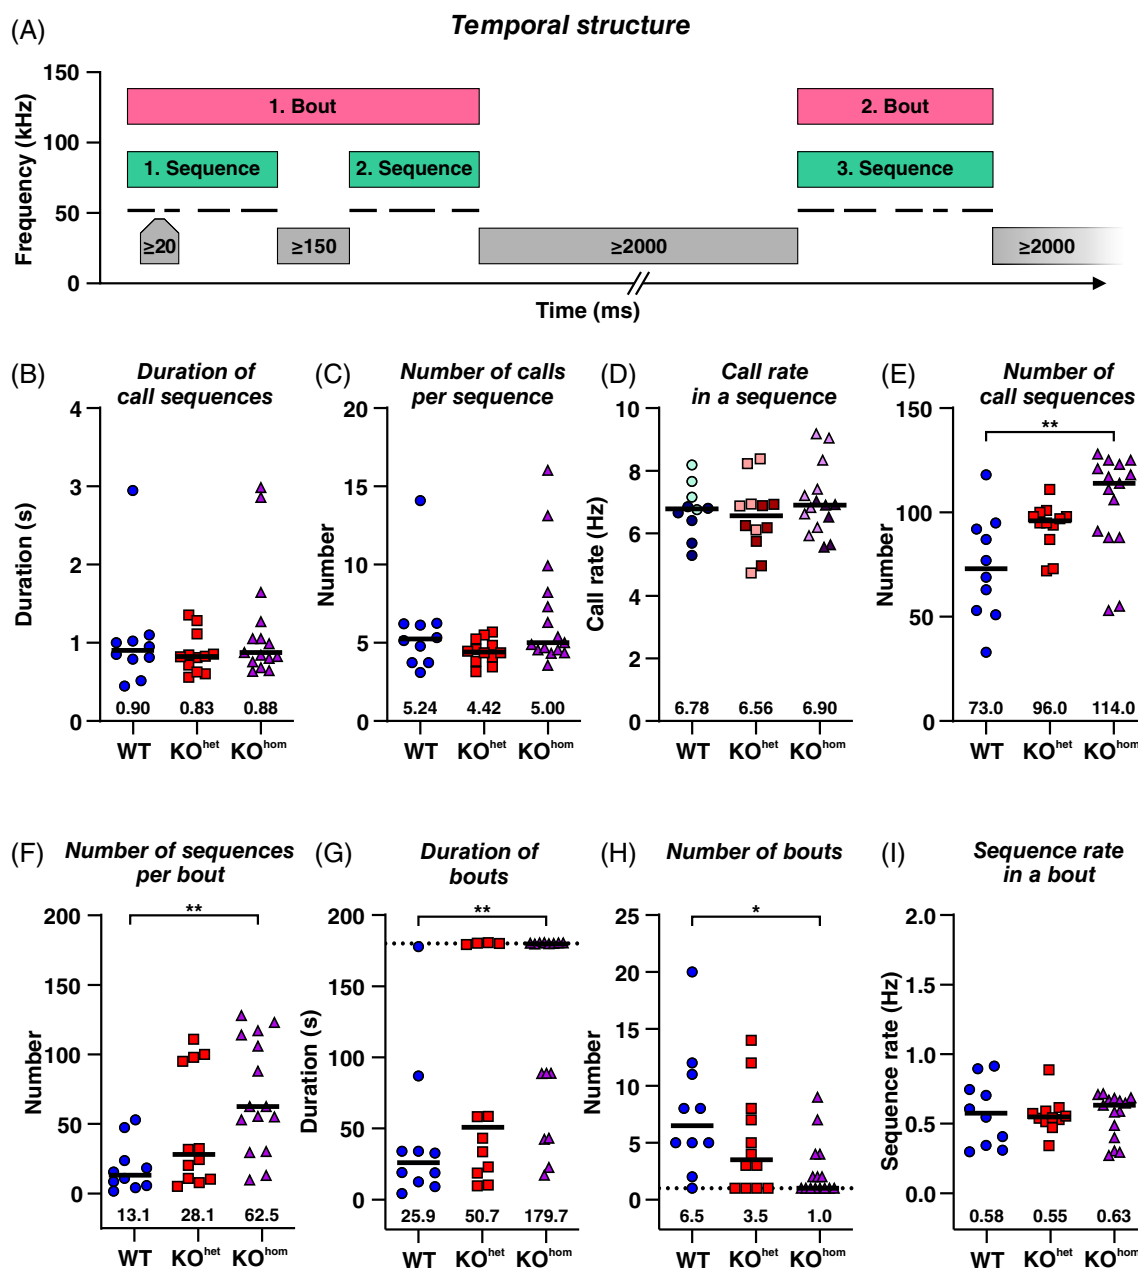 (A)
Temporal structure
Frequency (kHz)
150
100
50
0
1. Bout
2. Bout
1. Sequence
2. Sequence
3. Sequence
≥20
≥150
≥2000
≥2000
Time (ms)
(B)
Duration of
call sequences
Duration (s)
4
3
2
1
0
0.90
0.83
0.88
WT
KOhet
KOhom
(C)
Number of calls
per sequence
Number
20
15
10
5
0
5.24
4.42
5.00
WT
KOhet
KOhom
(D)
Call rate
in a sequence
Call rate (Hz)
10
8
6
4
2
0
6.78
6.56
6.90
WT
KOhet
KOhom
(E)
Number of
call sequences
Number
150
100
50
0
**
73.0
96.0
114.0
WT
KOhet
KOhom
(F)
Number of sequences
per bout
Number
200
150
100
50
0
**
13.1
28.1
62.5
WT
KOhet
KOhom
(G)
Duration of
bouts
Duration (s)
200
150
100
50
0
**
25.9
50.7
179.7
WT
KOhet
KOhom
(H)
Number of bouts
Number
25
20
15
10
5
0
*
6.5
3.5
1.0
WT
KOhet
KOhom
(I)
Sequence rate
in a bout
Sequence rate (Hz)
2.0
1.5
1.0
0.5
0.0
0.58
0.55
0.63
WT
KOhet
KOhom